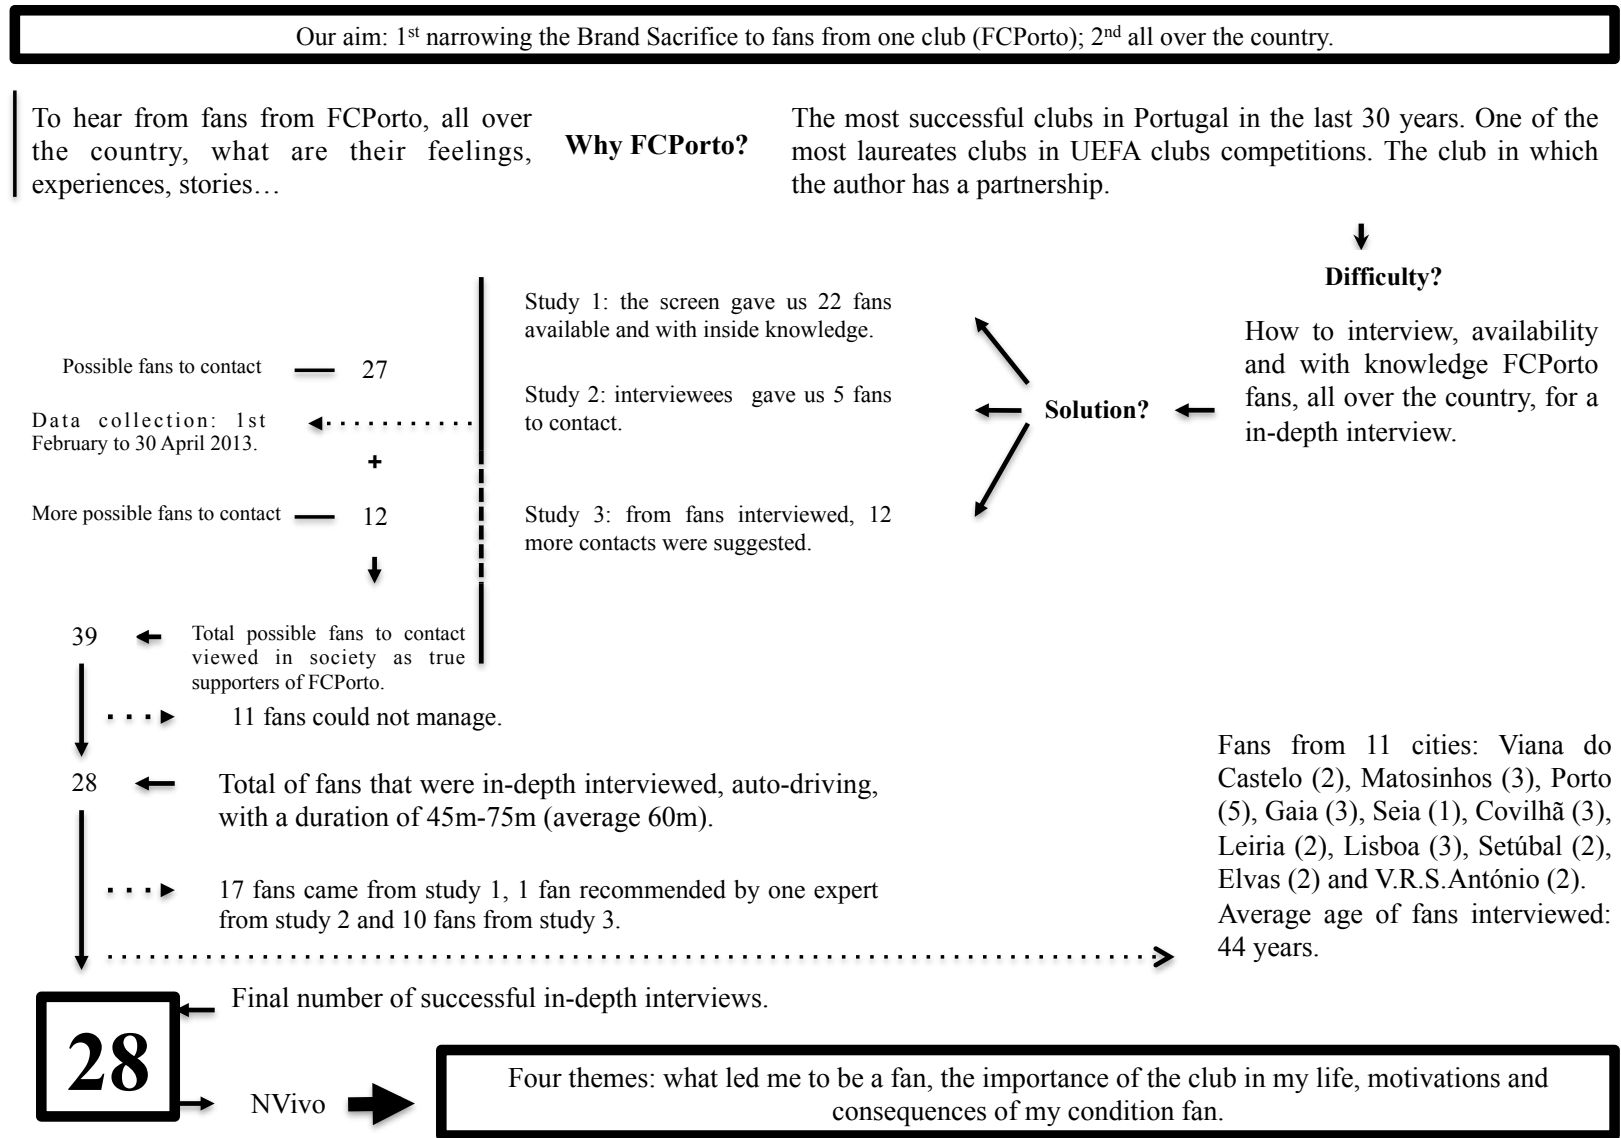 Our aim: 1st narrowing the Brand Sacrifice to fans from one club (FCPorto); 2nd all over the country.
To hear from fans from FCPorto, all over
the country, what are their feelings,
experiences, stories…
Why FCPorto?
The most successful clubs in Portugal in the last 30 years. One of the
most laureates clubs in UEFA clubs competitions. The club in which
the author has a partnership.
Difficulty?
How to interview, availability
and with knowledge FCPorto
fans, all over the country, for a
in-depth interview.
Solution?
Study 1: the screen gave us 22 fans
available and with inside knowledge.
Study 2: interviewees gave us 5 fans
to contact.
Study 3: from fans interviewed, 12
more contacts were suggested.
Possible fans to contact
27
Data collection: 1st
February to 30 April 2013.
+
More possible fans to contact
12
39
Total possible fans to contact
viewed in society as true
supporters of FCPorto.
11 fans could not manage.
28
Total of fans that were in-depth interviewed, auto-driving,
with a duration of 45m-75m (average 60m).
17 fans came from study 1, 1 fan recommended by one expert
from study 2 and 10 fans from study 3.
Fans from 11 cities: Viana do
Castelo (2), Matosinhos (3), Porto
(5), Gaia (3), Seia (1), Covilhã (3),
Leiria (2), Lisboa (3), Setúbal (2),
Elvas (2) and V.R.S.António (2).
Average age of fans interviewed:
44 years.
Final number of successful in-depth interviews.
28
NVivo
Four themes: what led me to be a fan, the importance of the club in my life, motivations and
consequences of my condition fan.